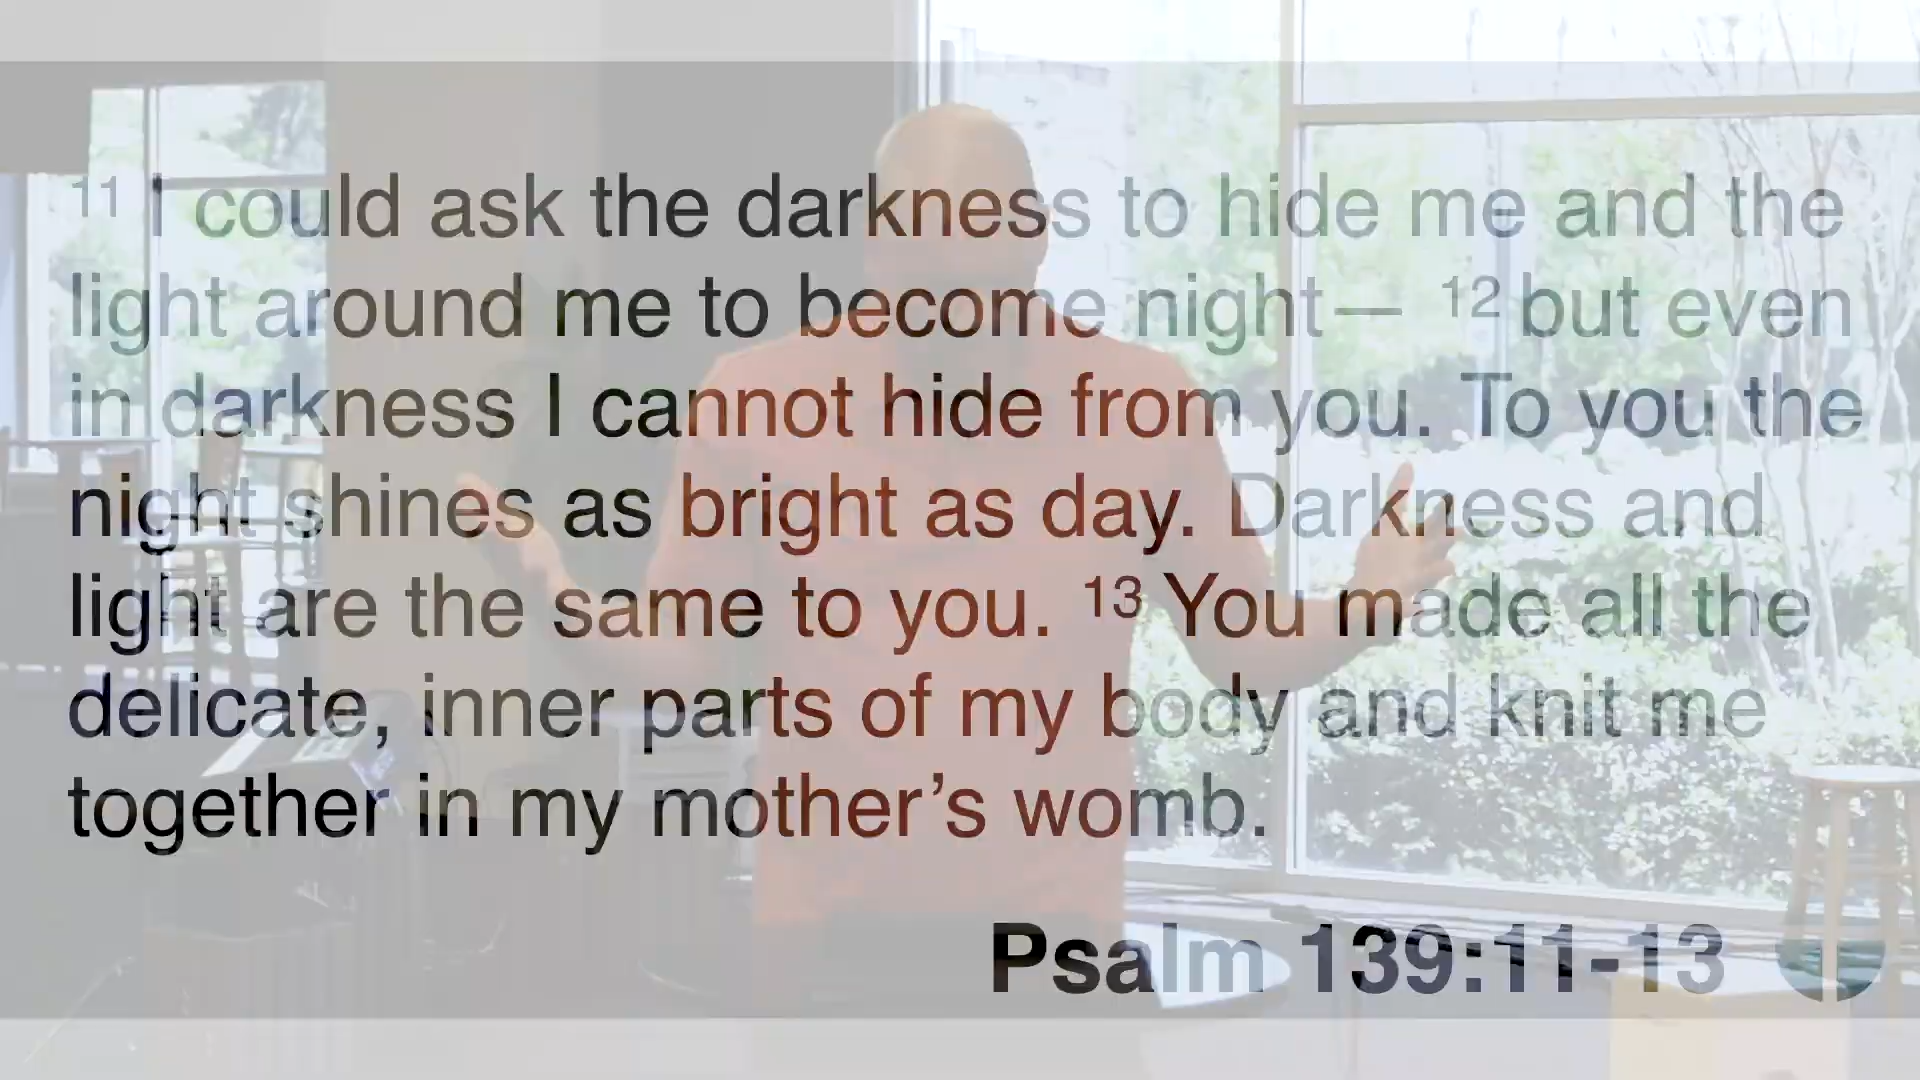 11 I could ask the darkness to hide me and the
light around me to become night— 12 but even
in darkness I cannot hide from you. To you the
night shines as bright as day. Darkness and
light are the same to you. 13 You made all the
delicate, inner parts of my body and knit me
together in my mother’s womb.
Psalm 139:11-13